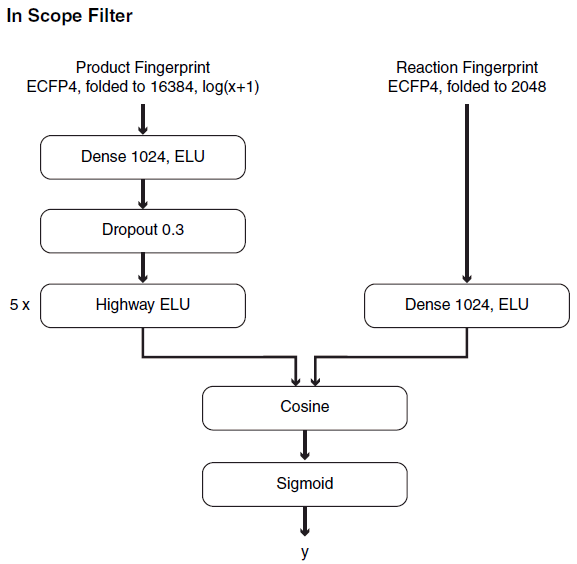 In Scope Filter
Product Fingerprint
ECFP4, folded to 16384, log(x+1)
Reaction Fingerprint
ECFP4, folded to 2048
Dense 1024, ELU
Dropout 0.3
5 x
Highway ELU
Dense 1024, ELU
Cosine
Sigmoid
y